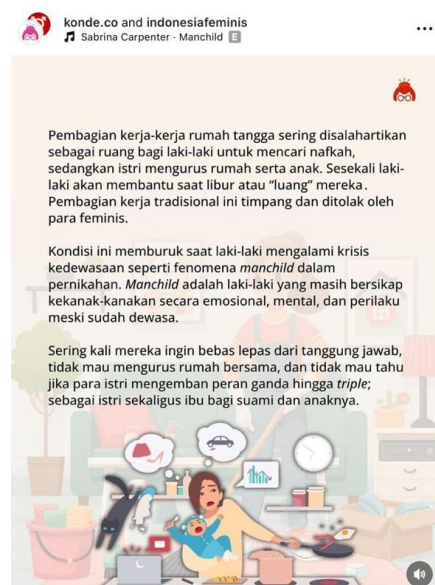 konde.co and indonesiafeminis
Sabrina Carpenter · Manchild E
Pembagian kerja-kerja rumah tangga sering disalahartikan
sebagai ruang bagi laki-laki untuk mencari nafkah,
sedangkan istri mengurus rumah serta anak. Sesekali laki-
laki akan membantu saat libur atau “luang” mereka.
Pembagian kerja tradisional ini timpang dan ditolak oleh
para feminis.
Kondisi ini memburuk saat laki-laki mengalami krisis
kedewasaan seperti fenomena manchild dalam
pernikahan. Manchild adalah laki-laki yang masih bersikap
kekanak-kanakan secara emosional, mental, dan perilaku
meski sudah dewasa.
Sering kali mereka ingin bebas lepas dari tanggung jawab,
tidak mau mengurus rumah bersama, dan tidak mau tahu
jika para istri mengemban peran ganda hingga triple;
sebagai istri sekaligus ibu bagi suami dan anaknya.